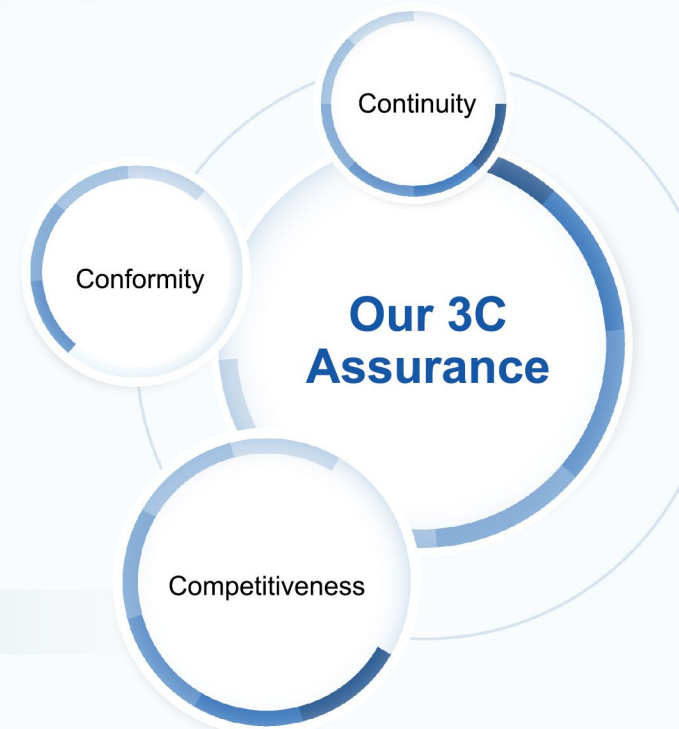 Continuity
Conformity
Our 3C
Assurance
Competitiveness